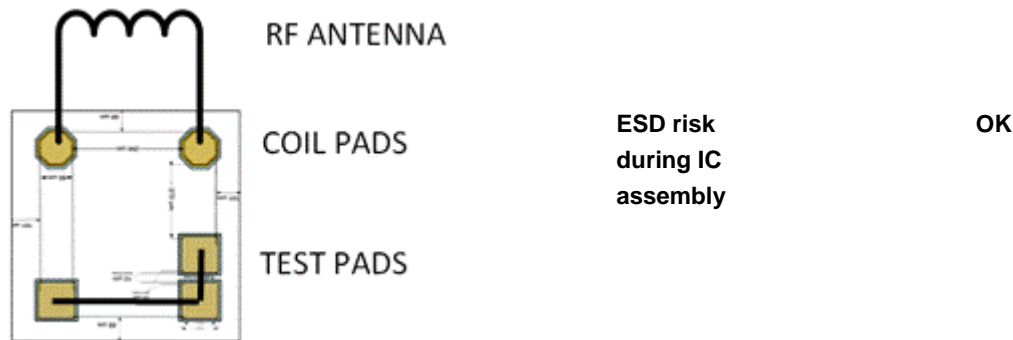 RF ANTENNA
COIL PADS
ESD risk
during IC
assembly
OK
TEST PADS